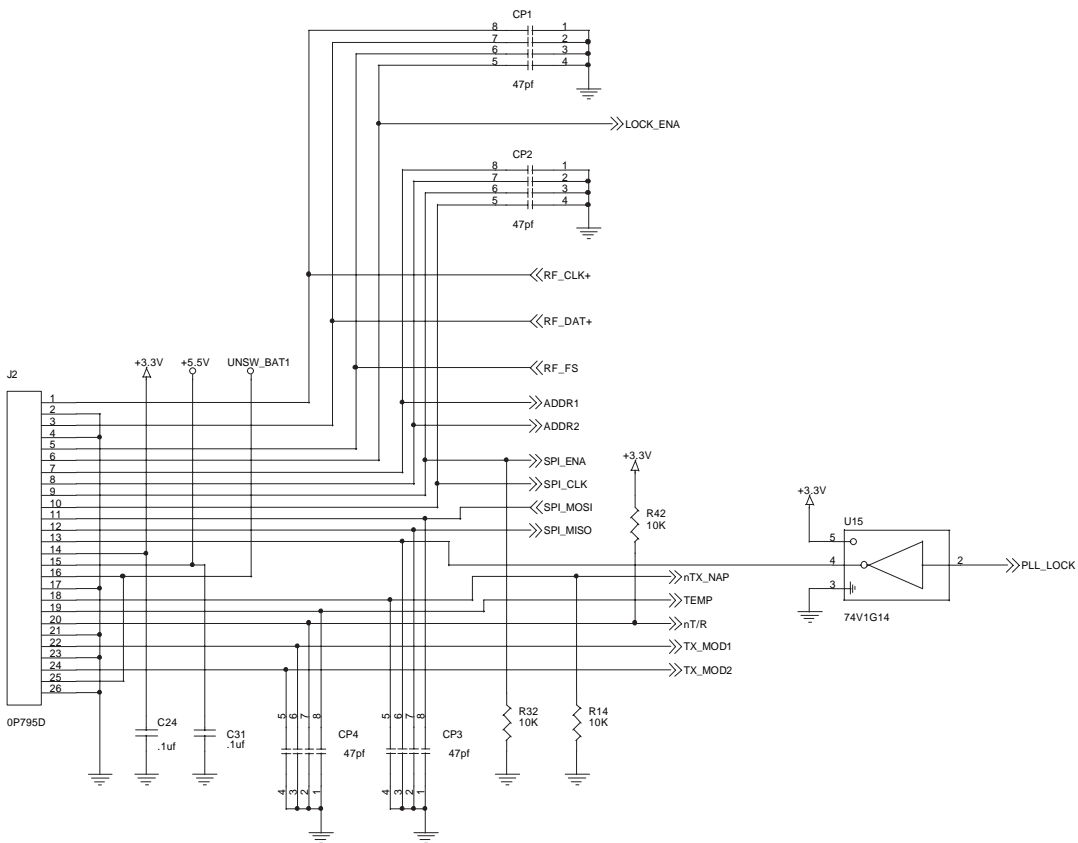 CP1
8 1
7 2
6 3
5 4
47pf
LOCK_ENA
CP2
8 1
7 2
6 3
5 4
47pf
RF_CLK+
RF_DAT+
RF_FS
+3.3V +5.5V UNSW_BAT1
J2
1
2
3
4
5
6
7
8
9
10
11
12
13
14
15
16
17
18
19
20
21
22
23
24
25
26
0P795D
ADDR1
ADDR2
SPI_ENA
SPI_CLK
SPI_MOSI
SPI_MISO
+3.3V
R42
10K
nTX_NAP
TEMP
nT/R
TX_MOD1
TX_MOD2
+3.3V
U15
5
4 2
3
PLL_LOCK
74V1G14
C24
.1uf
C31
.1uf
5 6 7 8
CP4
47pf
4 3 2 1
5 6 7 8
CP3
47pf
4 3 2 1
R32
10K
R14
10K